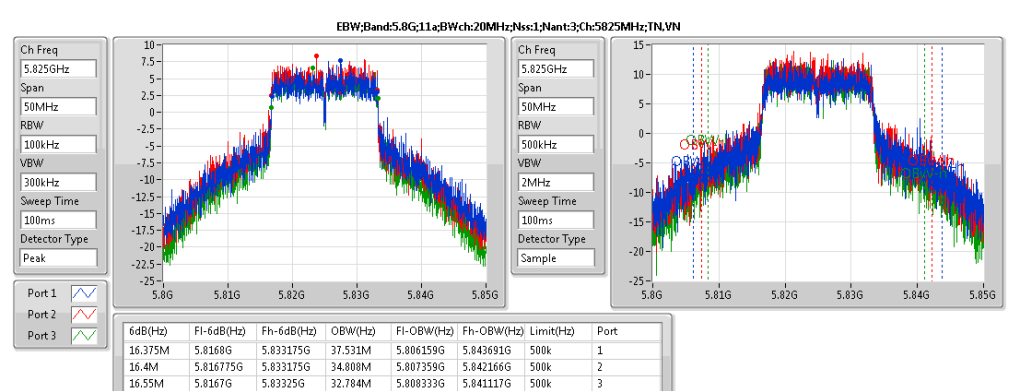 EBW;Band:5.8G;11a;BWch:20MHz;Nss:1;Nant:3;Ch:5825MHz;TN,VN
Ch Freq
5.825GHz
Span
50MHz
RBW
100kHz
VBW
300kHz
Sweep Time
100ms
Detector Type
Peak
Port 1
Port 2
Port 3
10
7.5
5
2.5
0
-2.5
-5
-7.5
-10
-12.5
-15
-17.5
-20
-22.5
-25
5.8G 5.81G 5.82G 5.83G 5.84G 5.85G
Ch Freq
5.825GHz
Span
50MHz
RBW
500kHz
VBW
2MHz
Sweep Time
100ms
Detector Type
Sample
15
10
5
0
-5
-10
-15
-20
-25
5.8G 5.81G 5.82G 5.83G 5.84G 5.85G
6dB(Hz) Fl-6dB(Hz) Fh-6dB(Hz) OBW(Hz) Fl-OBW(Hz) Fh-OBW(Hz) Limit(Hz) Port
16.375M 5.8168G 5.833175G 37.531M 5.806159G 5.843691G 500k 1
16.4M 5.816775G 5.833175G 34.808M 5.807359G 5.842166G 500k 2
16.55M 5.8167G 5.83325G 32.784M 5.808333G 5.841117G 500k 3